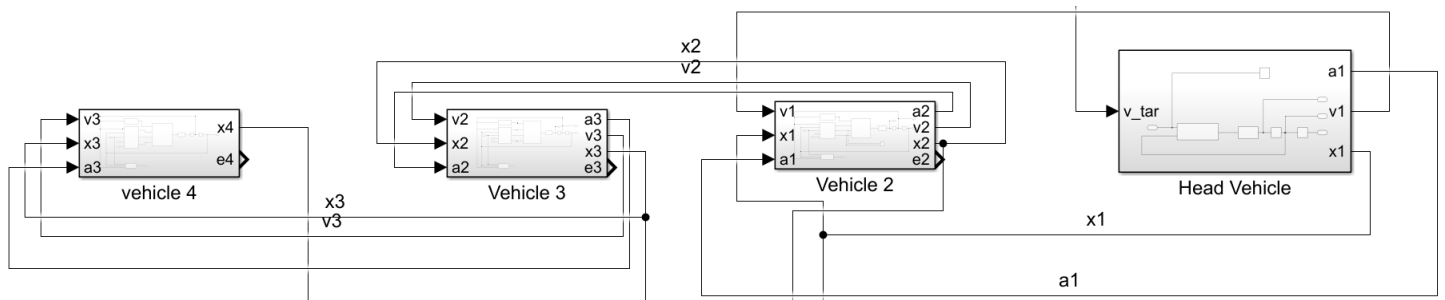 x2
v2
v3
x3
a3
x4
e4
vehicle 4
v2
x2
a2
a3
v3
x3
e3
Vehicle 3
v1
x1
a1
a2
v2
x2
e2
Vehicle 2
v_tar
a1
v1
x1
Head Vehicle
x3
v3
x1
a1